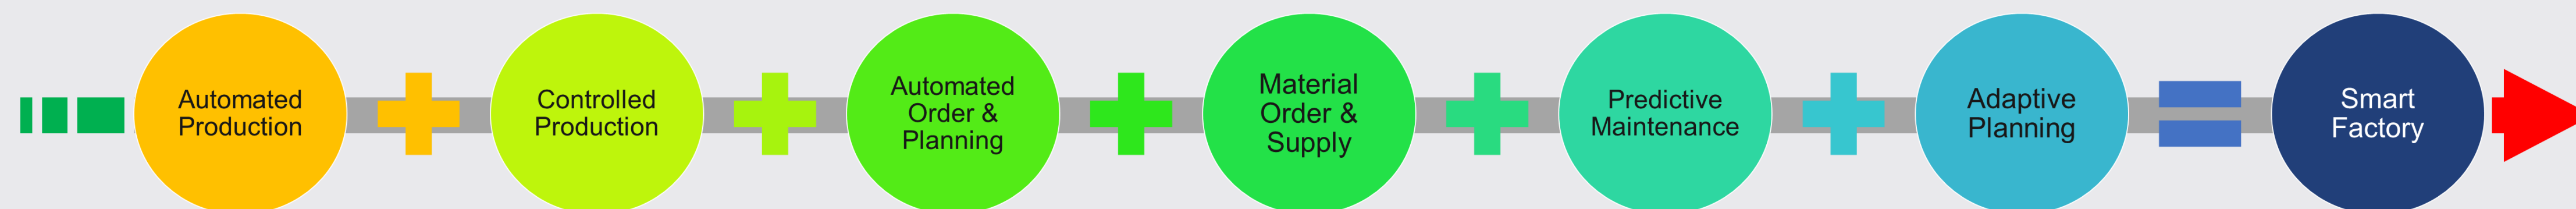 Automated
Production
Controlled
Production
Automated
Order &
Planning
Material
Order &
Supply
Predictive
Maintenance
Adaptive
Planning
Smart
Factory